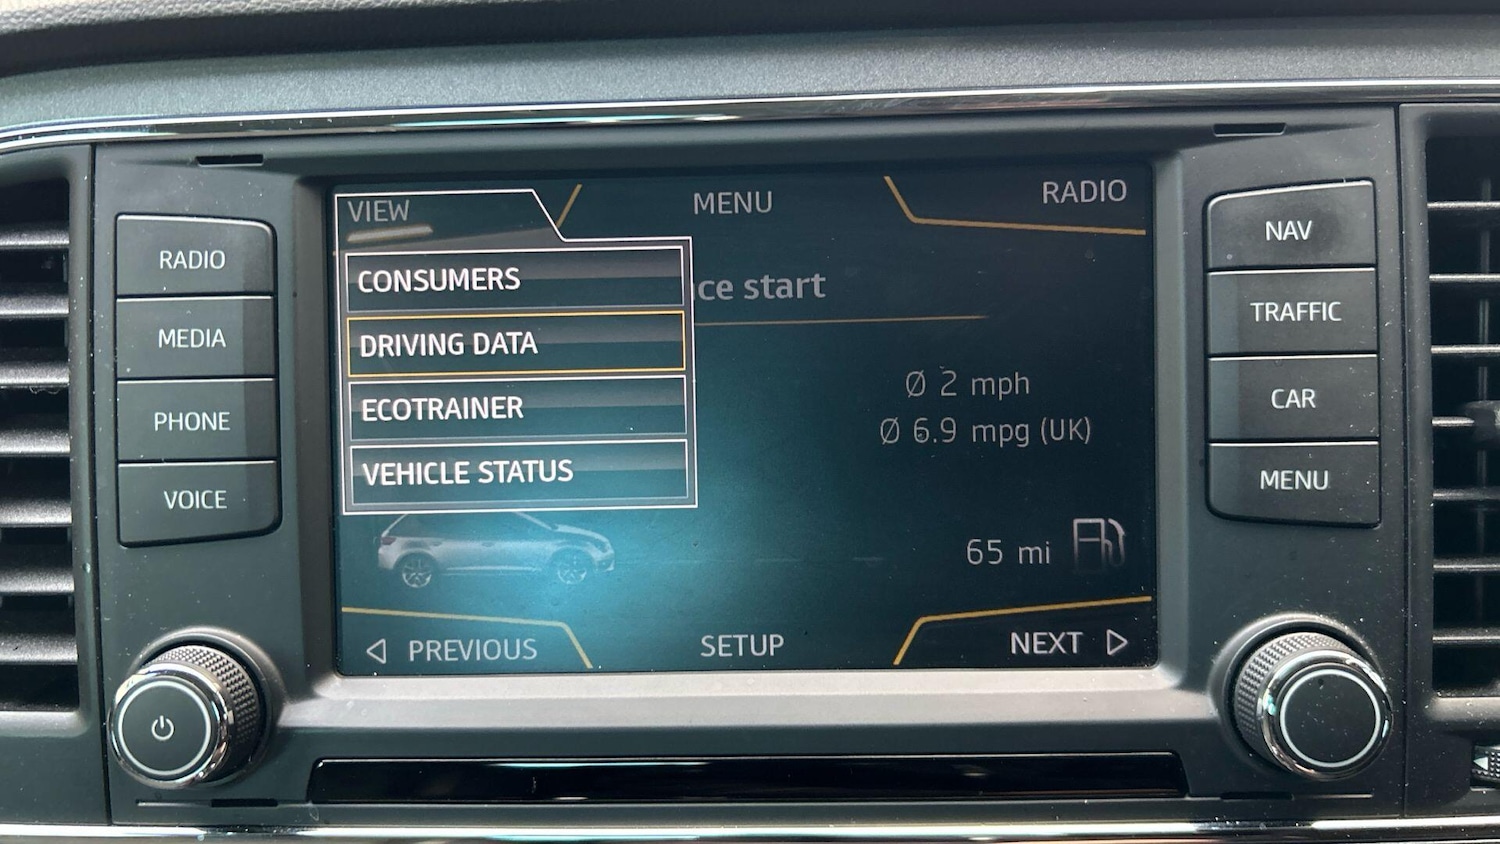 VIEW
MENU
RADIO
CONSUMERS
DRIVING DATA
ECOTRAINER
VEHICLE STATUS
ce start
Ø 2 mph
Ø 6.9 mpg (UK)
65 mi
PREVIOUS
SETUP
NEXT
RADIO
MEDIA
PHONE
VOICE
NAV
TRAFFIC
CAR
MENU